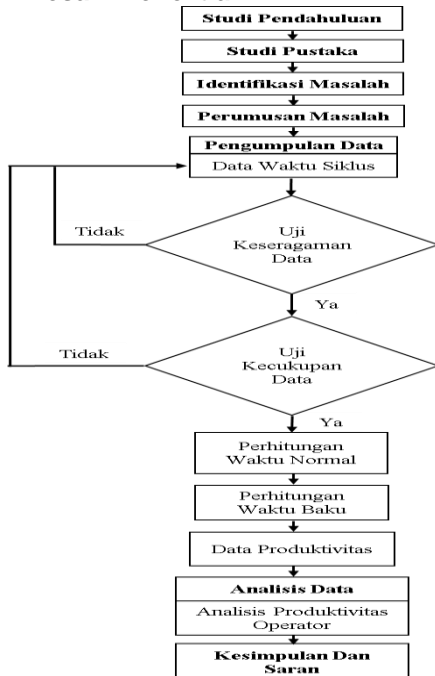 Studi Pendahuluan
Studi Pustaka
Identifikasi Masalah
Perumusan Masalah
Pengumpulan Data
Data Waktu Siklus
Tidak
Uji
Keseragaman
Data
Ya
Tidak
Uji
Kecukupan
Data
Ya
Perhitungan
Waktu Normal
Perhitungan
Waktu Baku
Data Produktivitas
Analisis Data
Analisis Produktivitas
Operator
Kesimpulan Dan
Saran